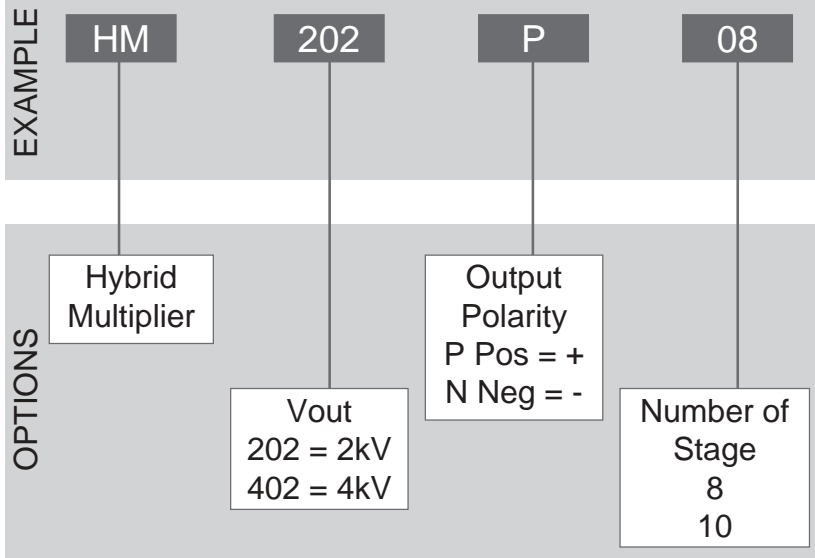 EXAMPLE
HM 202 P 08
OPTIONS
Hybrid
Multiplier
Vout
202 = 2kV
402 = 4kV
Output
Polarity
P Pos = +
N Neg = -
Number of
Stage
8
10